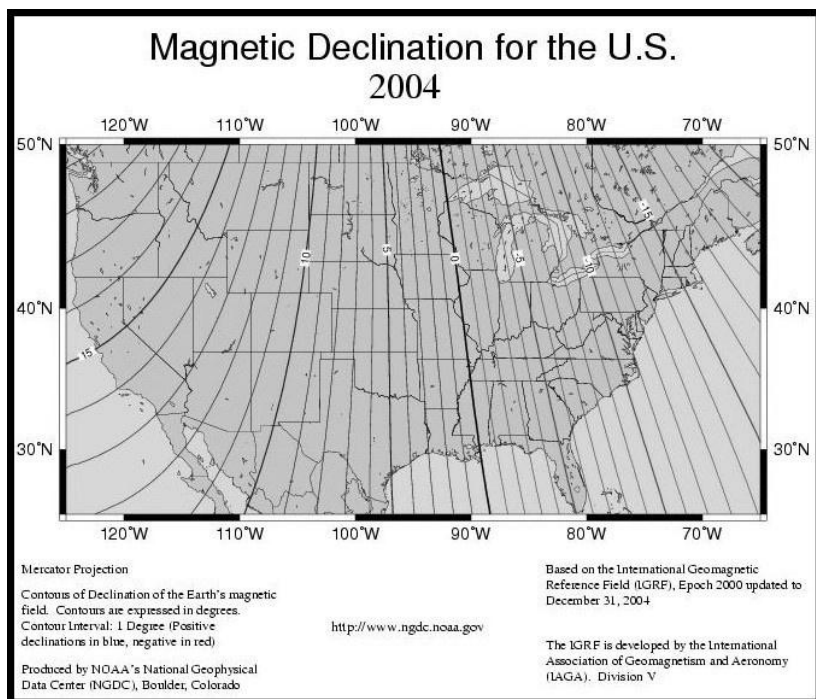 Magnetic Declination for the U.S.
2004
120°W 110°W 100°W 90°W 80°W 70°W
50°N 50°N
-15
10 5 0 -5 -10
40°N 40°N
15
30°N 30°N
120°W 110°W 100°W 90°W 80°W 70°W
Mercator Projection
Contours of Declination of the Earth's magnetic
field. Contours are expressed in degrees.
Contour Interval: 1 Degree (Positive
declinations in blue, negative in red)
Produced by NOAA's National Geophysical
Data Center (NGDC), Boulder, Colorado
http://www.ngdc.noaa.gov
Based on the International Geomagnetic
Reference Field (IGRF), Epoch 2000 updated to
December 31, 2004
The IGRF is developed by the International
Association of Geomagnetism and Aeronomy
(IAGA). Division V